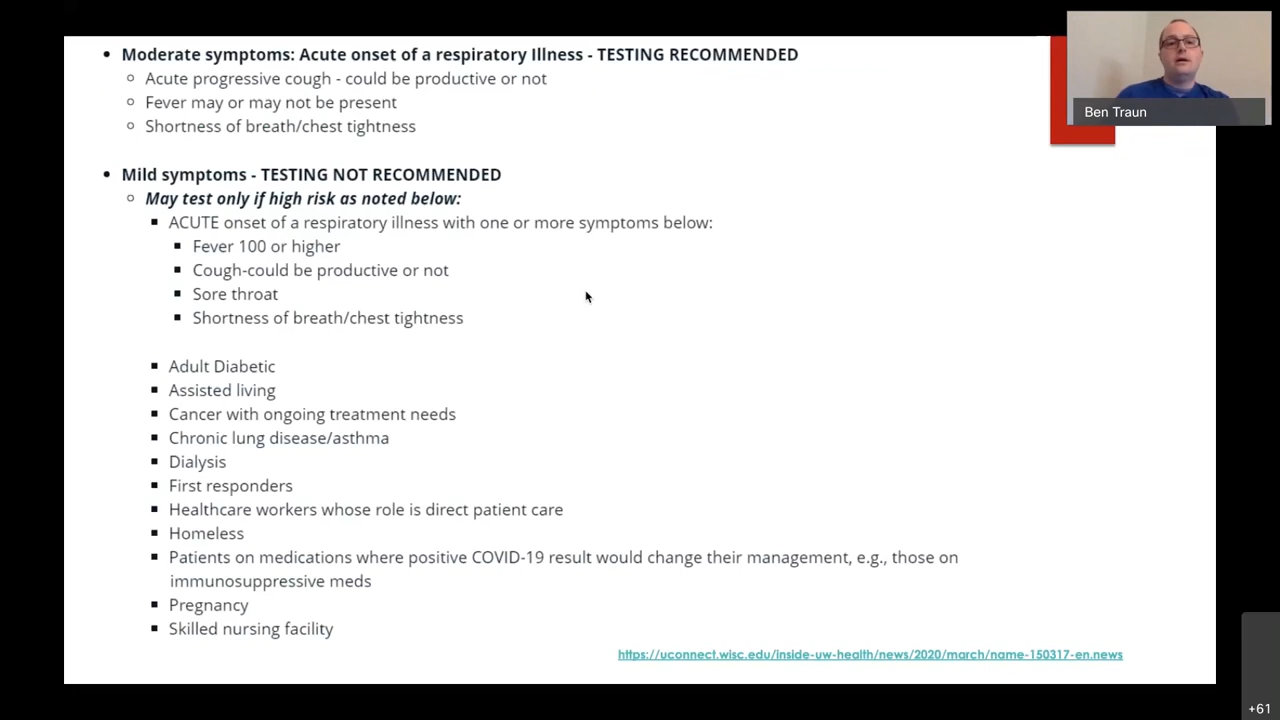 Moderate symptoms: Acute onset of a respiratory Illness - TESTING RECOMMENDED
Acute progressive cough - could be productive or not
Fever may or may not be present
Shortness of breath/chest tightness
Mild symptoms - TESTING NOT RECOMMENDED
May test only if high risk as noted below:
ACUTE onset of a respiratory illness with one or more symptoms below:
Fever 100 or higher
Cough-could be productive or not
Sore throat
Shortness of breath/chest tightness
Adult Diabetic
Assisted living
Cancer with ongoing treatment needs
Chronic lung disease/asthma
Dialysis
First responders
Healthcare workers whose role is direct patient care
Homeless
Patients on medications where positive COVID-19 result would change their management, e.g., those on
immunosuppressive meds
Pregnancy
Skilled nursing facility
https://uconnect.wisc.edu/inside-uw-health/news/2020/march/name-150317-en.news
Ben Traun
+61